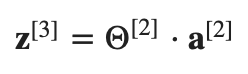 z[3] = Θ[2] · a[2]